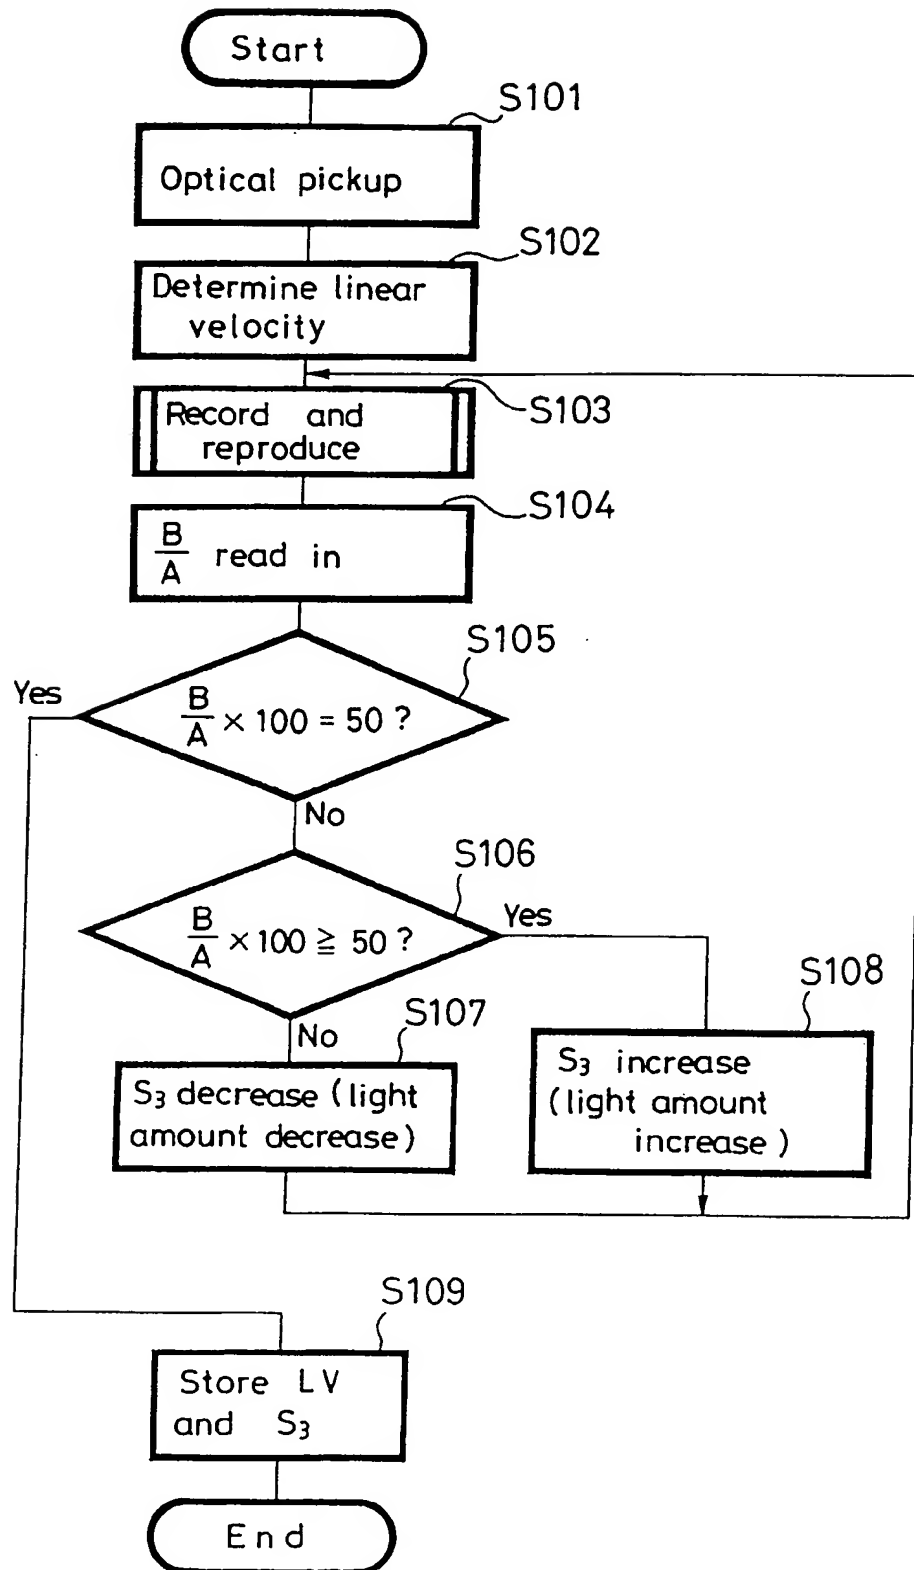 Start
S101
Optical pickup
S102
Determine linear
velocity
S103
Record and
reproduce
S104
B/A read in
S105
Yes
B/A × 100 = 50 ?
No
S106
Yes
B/A × 100 ≧ 50 ?
S108
S107
No
S₃ increase
(light amount
increase)
S₃ decrease (light
amount decrease)
S109
Store LV
and S₃
End